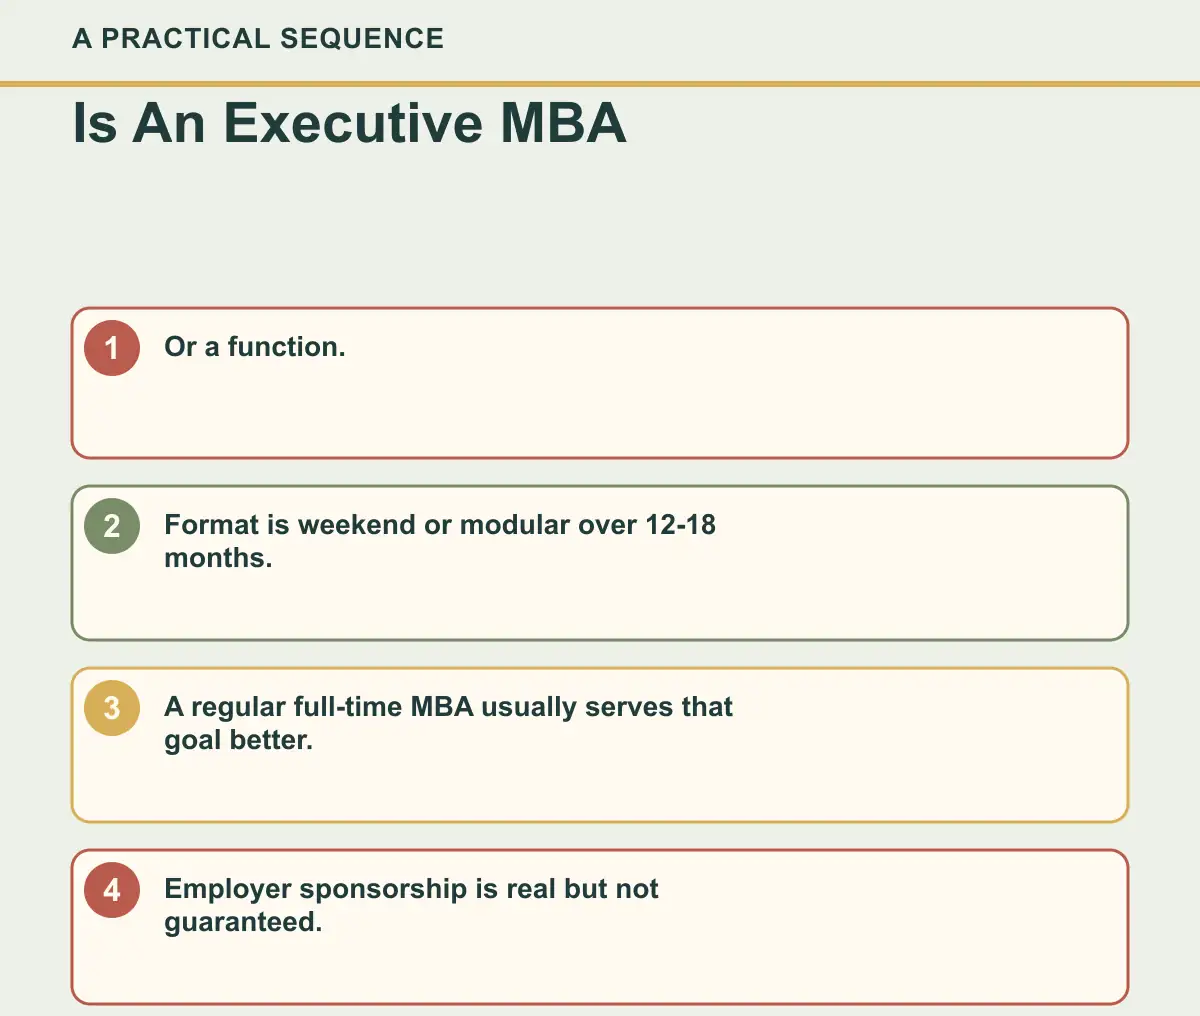 A PRACTICAL SEQUENCE
Is An Executive MBA
1
Or a function.
2
Format is weekend or modular over 12-18
months.
3
A regular full-time MBA usually serves that
goal better.
4
Employer sponsorship is real but not
guaranteed.